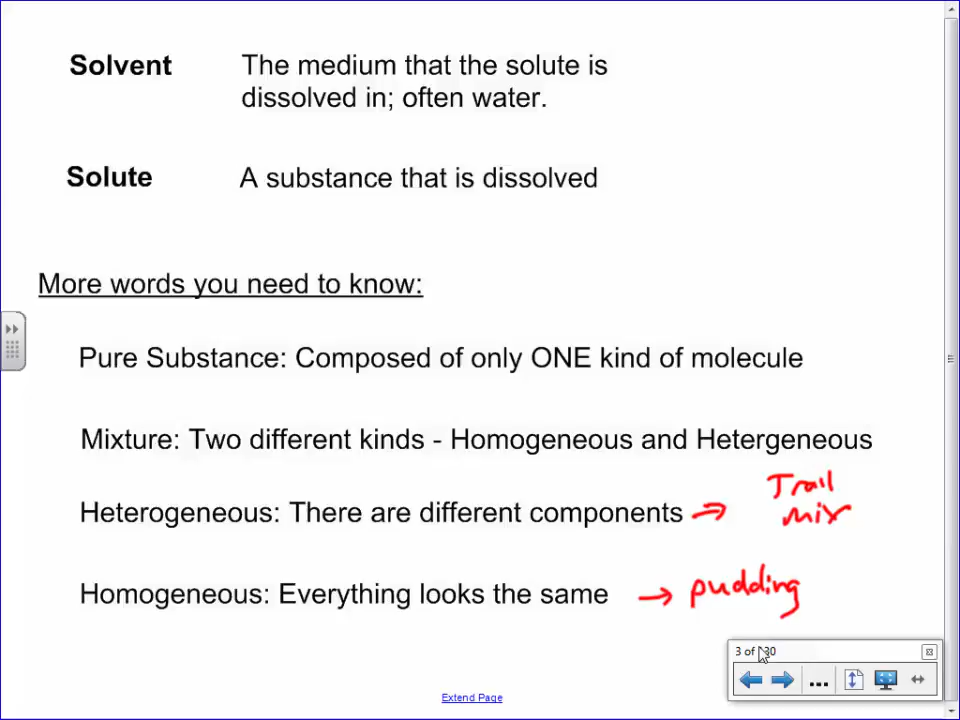 Solvent The medium that the solute is
dissolved in; often water.
Solute A substance that is dissolved
More words you need to know:
Pure Substance: Composed of only ONE kind of molecule
Mixture: Two different kinds - Homogeneous and Hetergeneous
Trail
Heterogeneous: There are different components → mix
Homogeneous: Everything looks the same → pudding
3 of
...
Extend Page